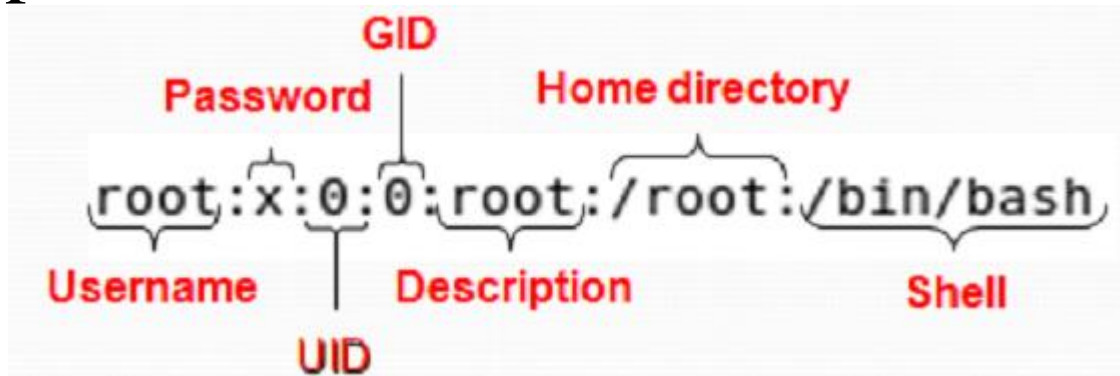 GID
Password Home directory
root:x:0:0:root:/root:/bin/bash
Username Description Shell
UID